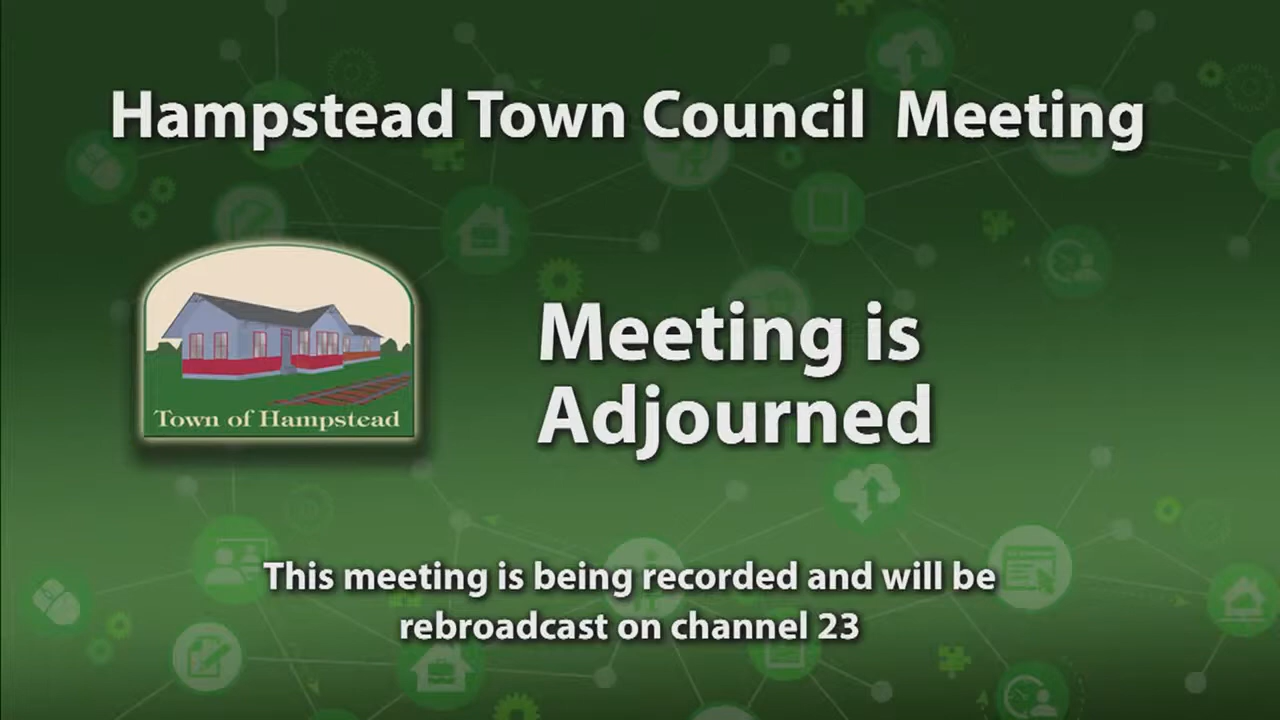 Hampstead Town Council  Meeting
Town of Hampstead
Meeting is
Adjourned
This meeting is being recorded and will be
rebroadcast on channel 23